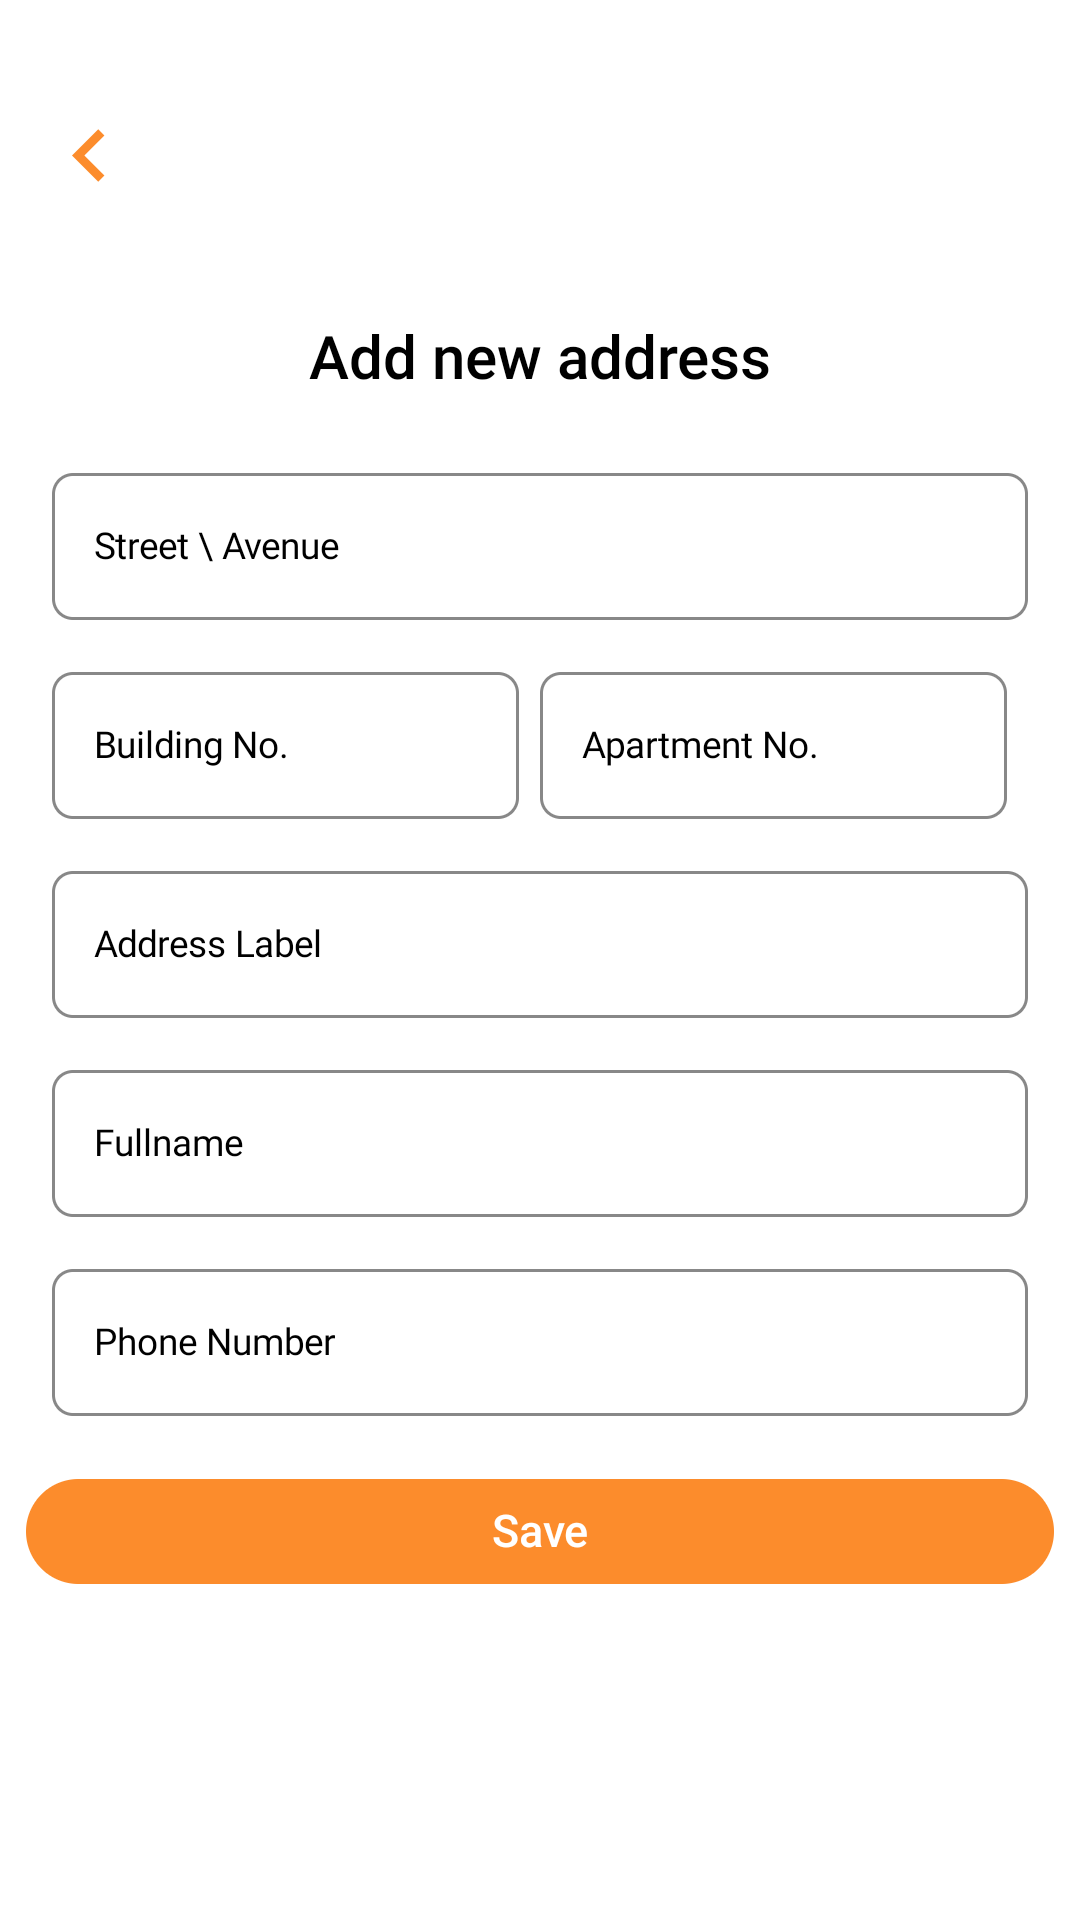 Add new address
Street \ Avenue
Building No.
Apartment No.
Address Label
Fullname
Phone Number
Save